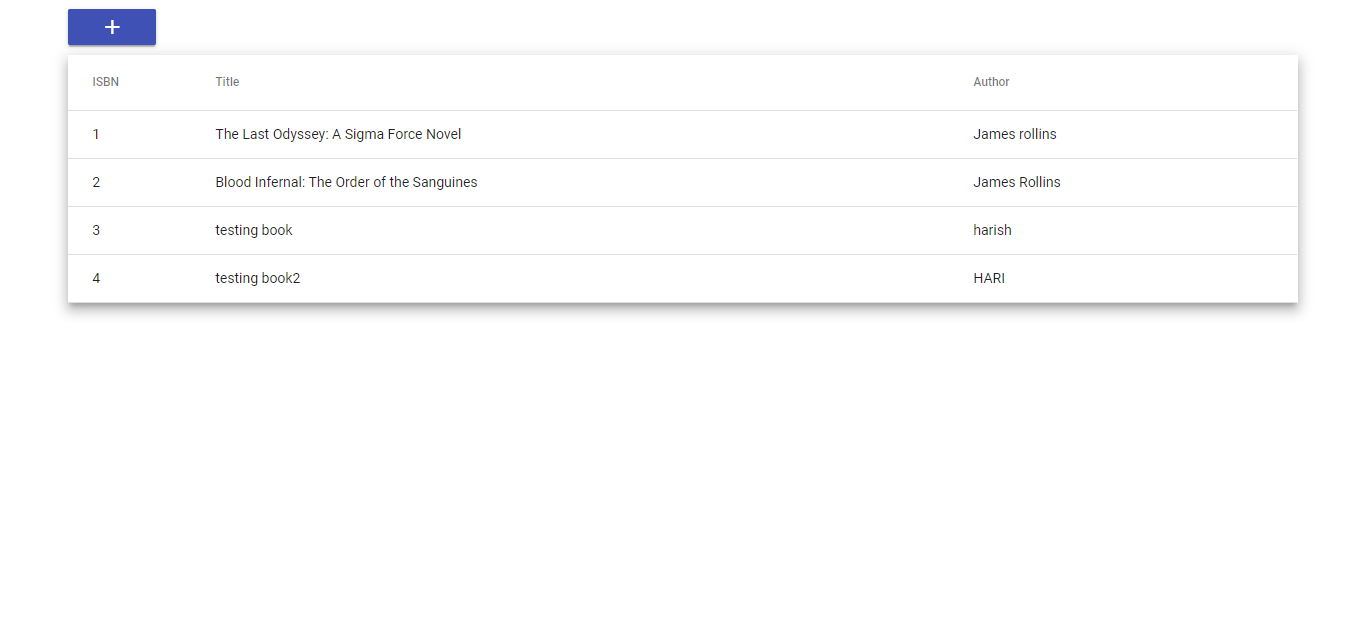 +
ISBN Title Author
1 The Last Odyssey: A Sigma Force Novel James rollins
2 Blood Infernal: The Order of the Sanguines James Rollins
3 testing book harish
4 testing book2 HARI